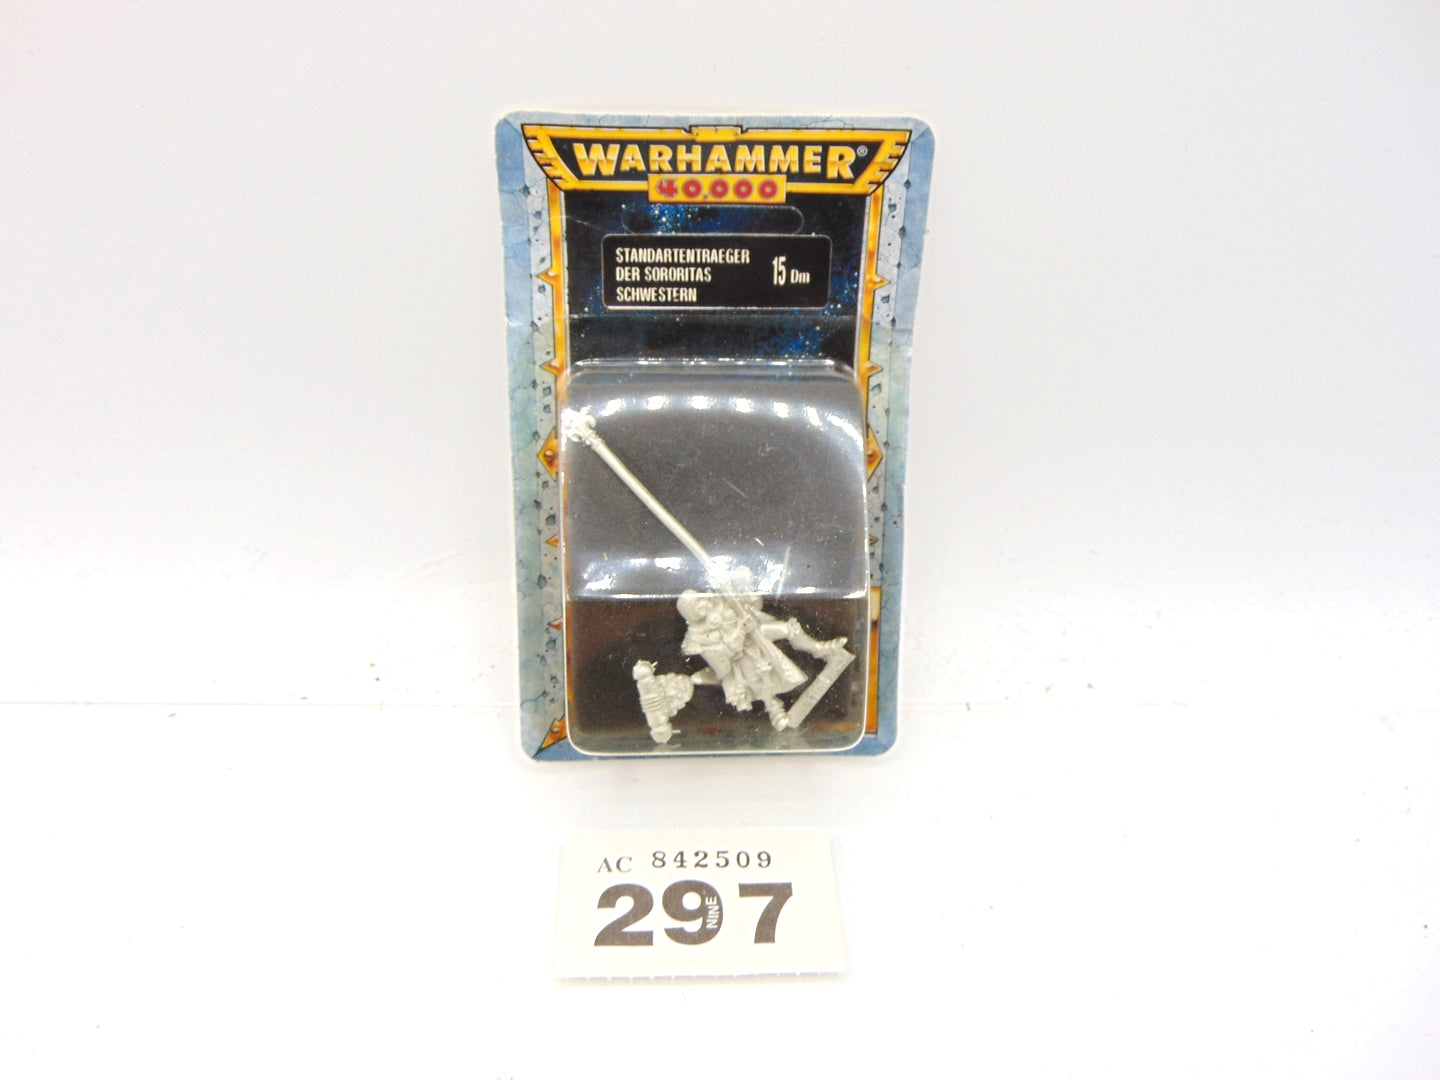 WARHAMMER®
40,000
STANDARTENTRAEGER
DER SORORITAS
SCHWESTERN
15 Dm
AC 842509
297
NINE